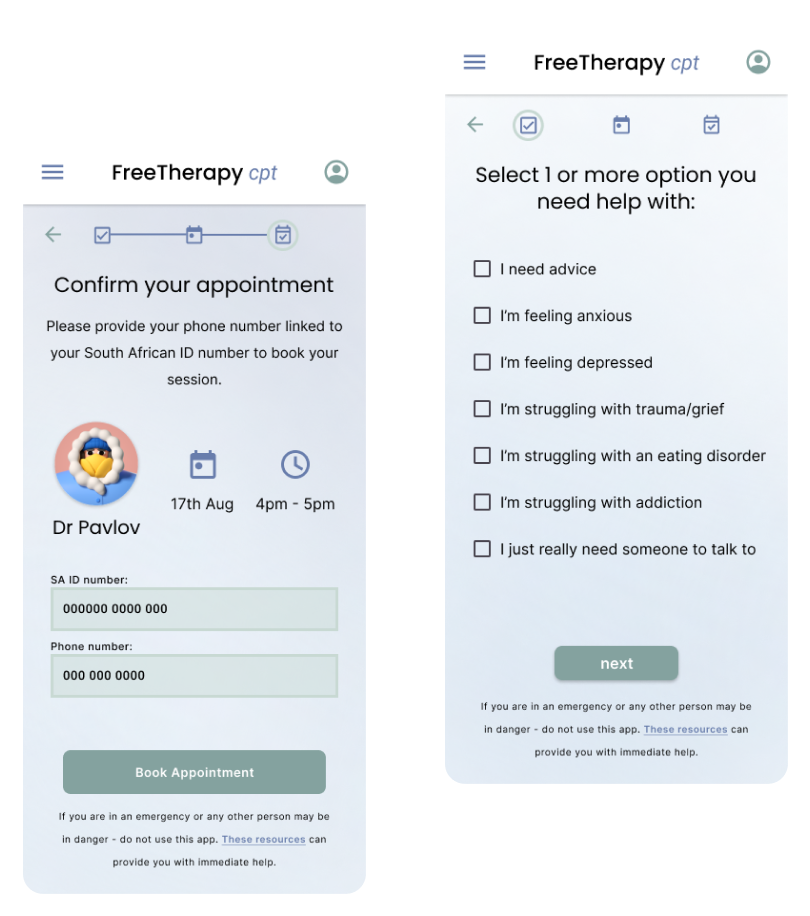 FreeTherapy cpt
Confirm your appointment
Please provide your phone number linked to
your South African ID number to book your
session.
Dr Pavlov
17th Aug
4pm - 5pm
SA ID number:
000000 0000 000
Phone number:
000 000 0000
Book Appointment
If you are in an emergency or any other person may be
in danger - do not use this app. These resources can
provide you with immediate help.
FreeTherapy cpt
Select 1 or more option you
need help with:
I need advice
I'm feeling anxious
I'm feeling depressed
I'm struggling with trauma/grief
I'm struggling with an eating disorder
I'm struggling with addiction
I just really need someone to talk to
next
If you are in an emergency or any other person may be
in danger - do not use this app. These resources can
provide you with immediate help.